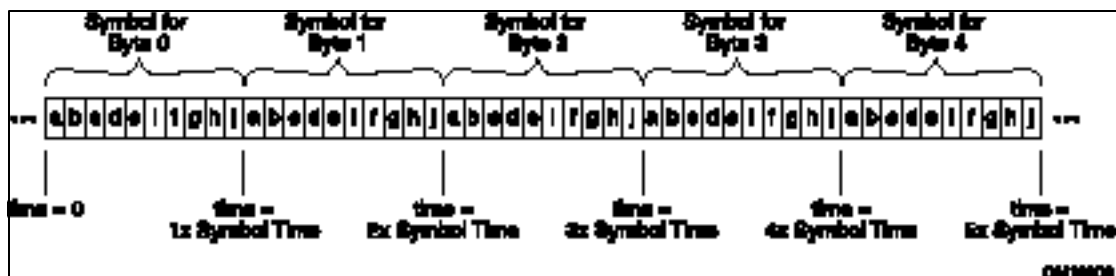 Symbol for Byte 0
Symbol for Byte 1
Symbol for Byte 2
Symbol for Byte 3
Symbol for Byte 4
a b c d e i f g h j a b c d e i f g h j a b c d e i f g h j a b c d e i f g h j a b c d e i f g h j
time = 0
time = 1x Symbol Time
time = 2x Symbol Time
time = 3x Symbol Time
time = 4x Symbol Time
time = 5x Symbol Time